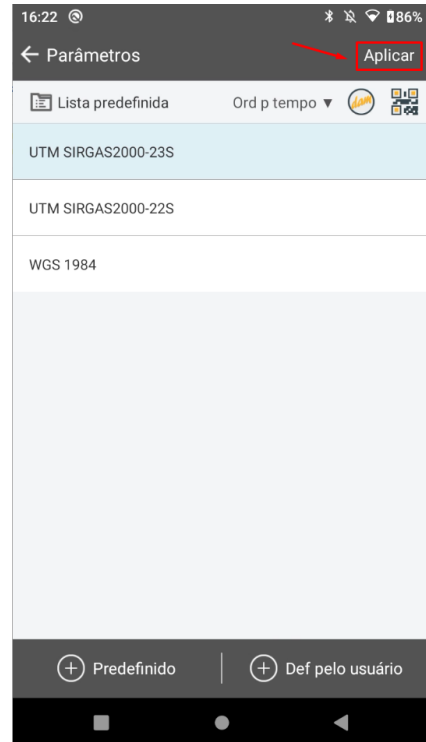 16:22 86%
Parâmetros Aplicar
Lista predefinida Ord p tempo ▼ dam
UTM SIRGAS2000-23S
UTM SIRGAS2000-22S
WGS 1984
Predefinido Def pelo usuário